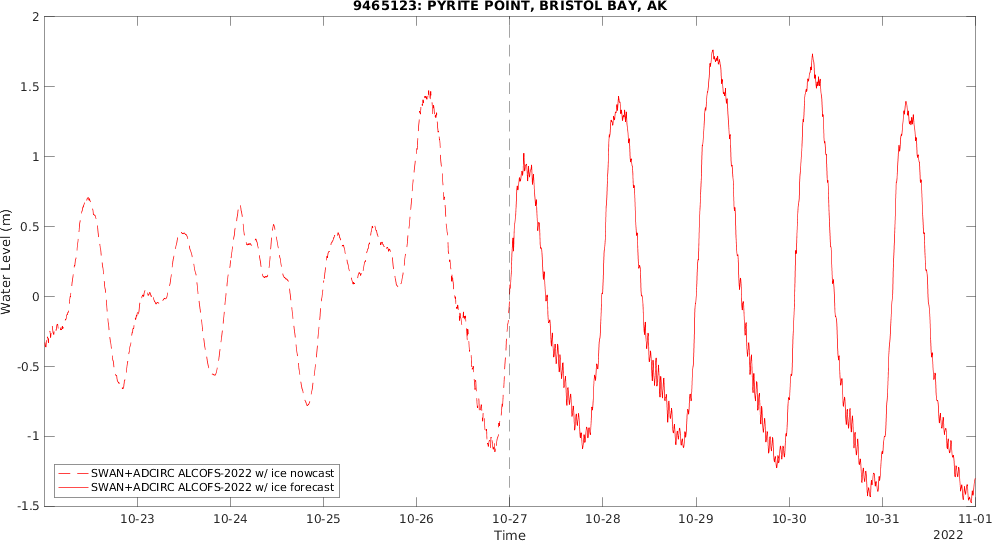 9465123: PYRITE POINT, BRISTOL BAY, AK
Water Level (m)
2
1.5
1
0.5
0
-0.5
-1
-1.5
SWAN+ADCIRC ALCOFS-2022 w/ ice nowcast
SWAN+ADCIRC ALCOFS-2022 w/ ice forecast
10-23 10-24 10-25 10-26 10-27 10-28 10-29 10-30 10-31 11-01
Time
2022